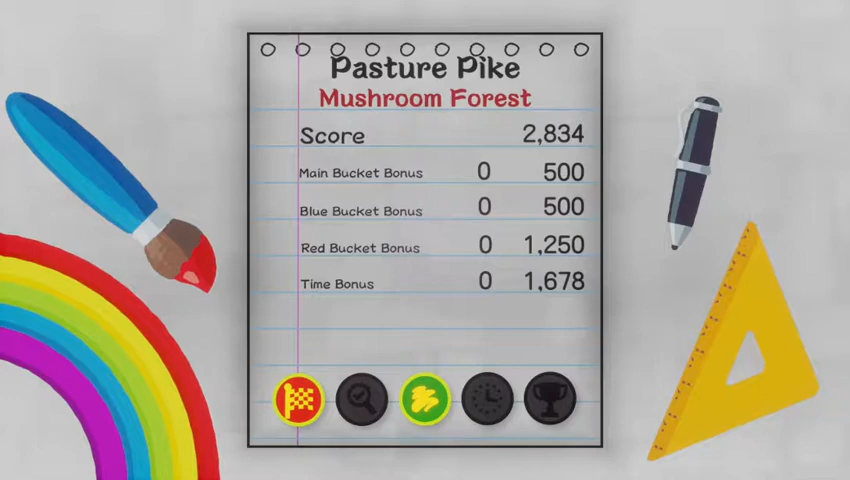 Pasture Pike
Mushroom Forest
Score 2,834
Main Bucket Bonus 0 500
Blue Bucket Bonus 0 500
Red Bucket Bonus 0 1,250
Time Bonus 0 1,678